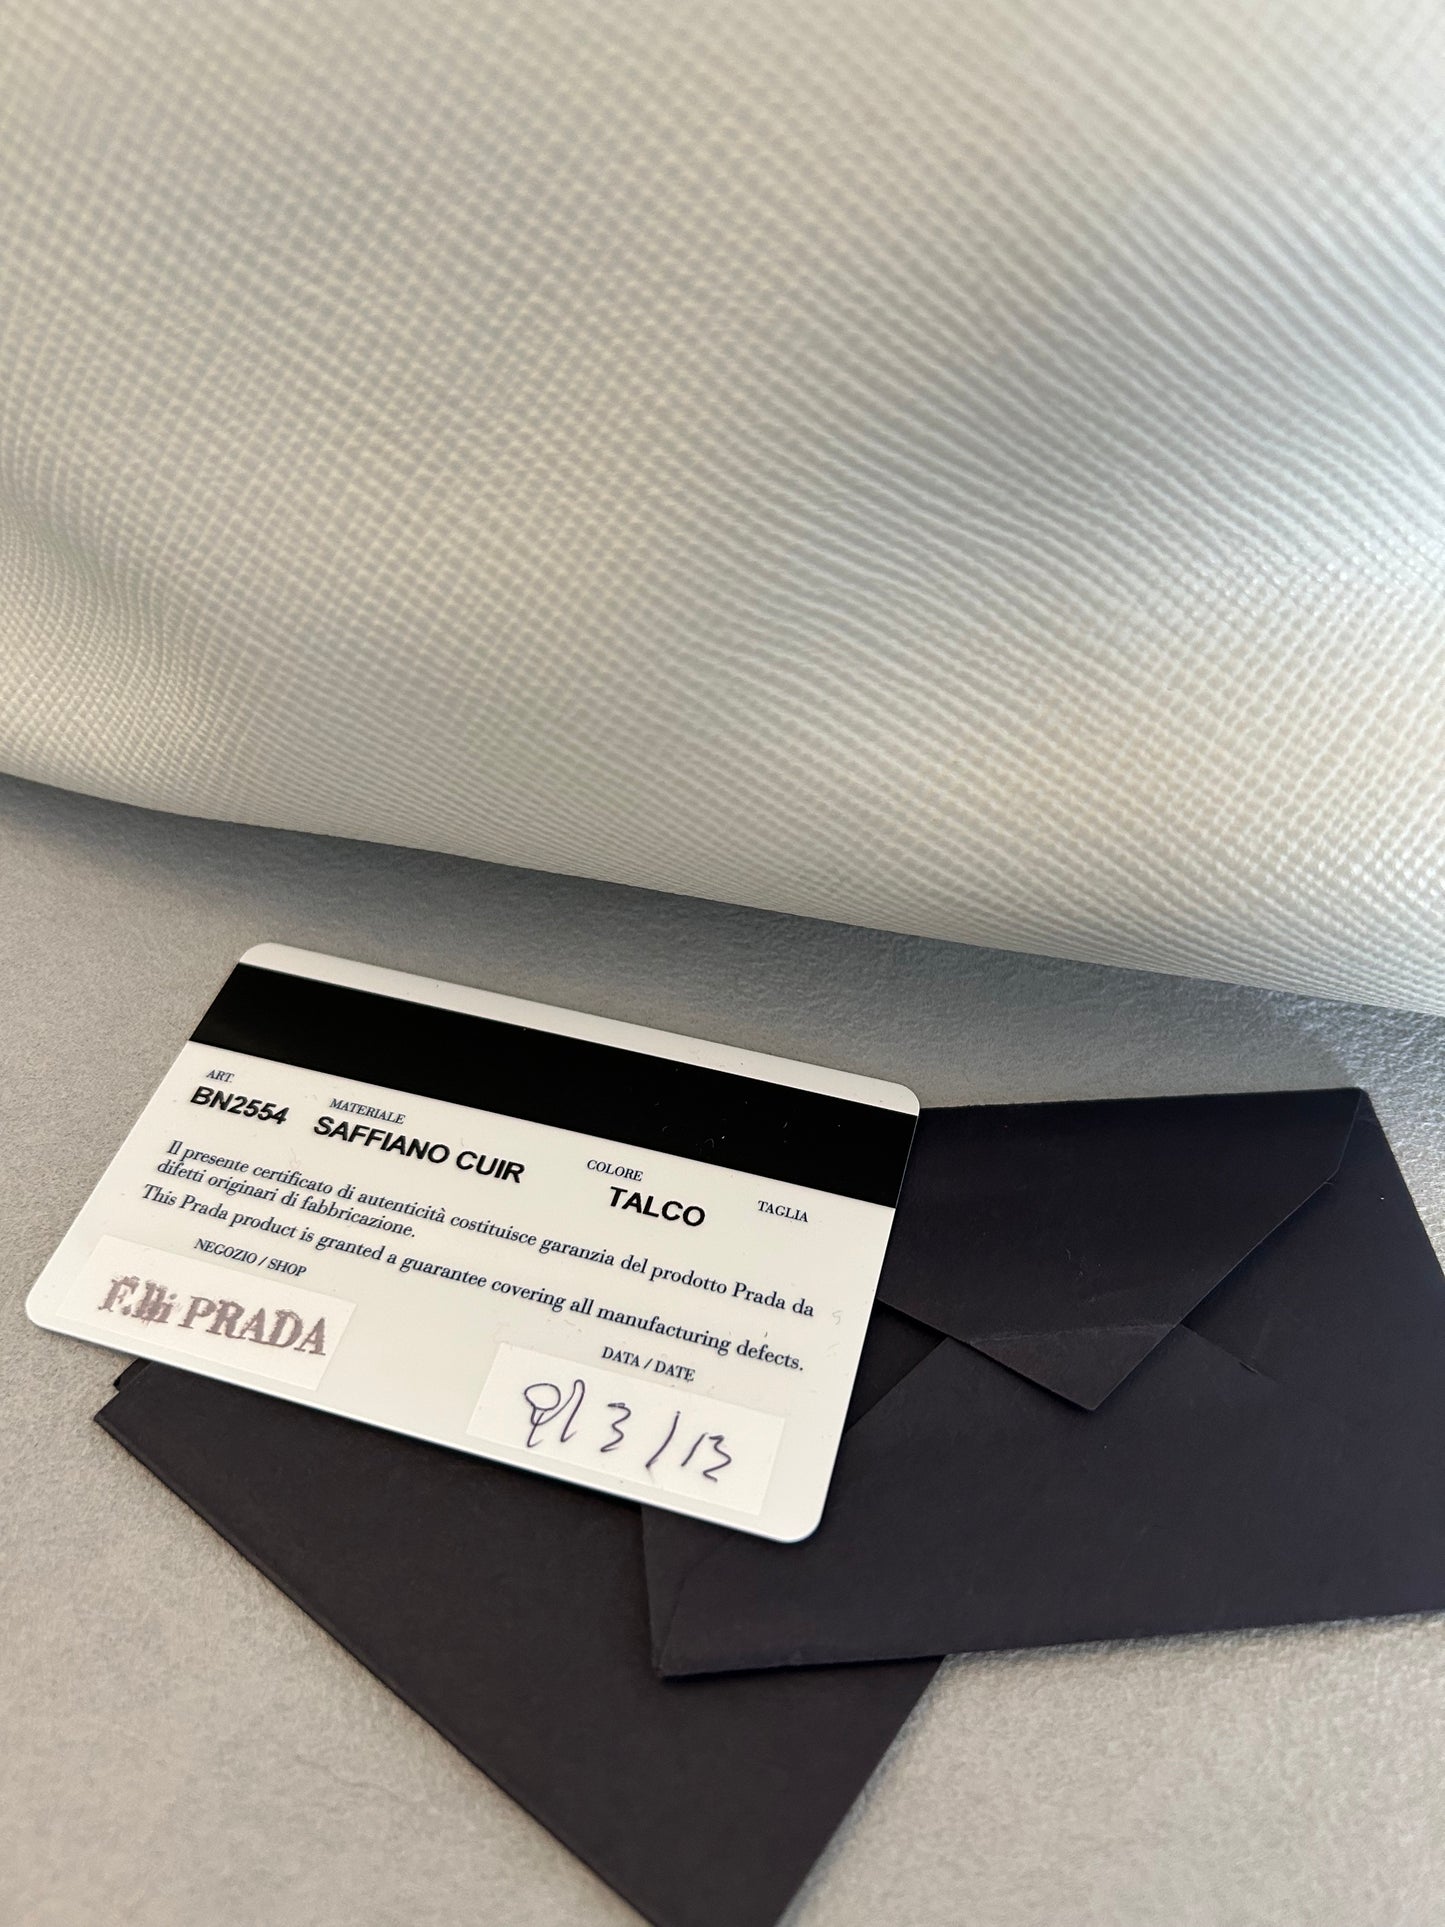 ART.
BN2554
MATERIALE
SAFFIANO CUIR
COLORE
TALCO
TAGLIA
Il presente certificato di autenticità costituisce garanzia del prodotto Prada da
difetti originari di fabbricazione.
This Prada product is granted a guarantee covering all manufacturing defects.
NEGOZIO / SHOP
F.lli PRADA
DATA / DATE
3 / 13